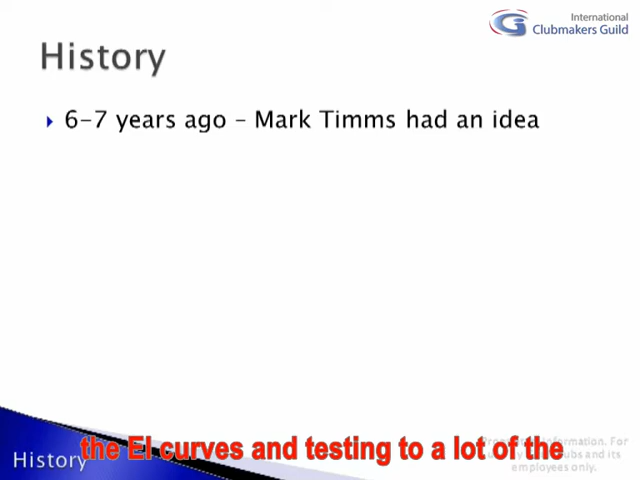 International
Clubmakers Guild
History
6-7 years ago – Mark Timms had an idea
the EI curves and testing to a lot of the
History
information. For
and its
employees only.